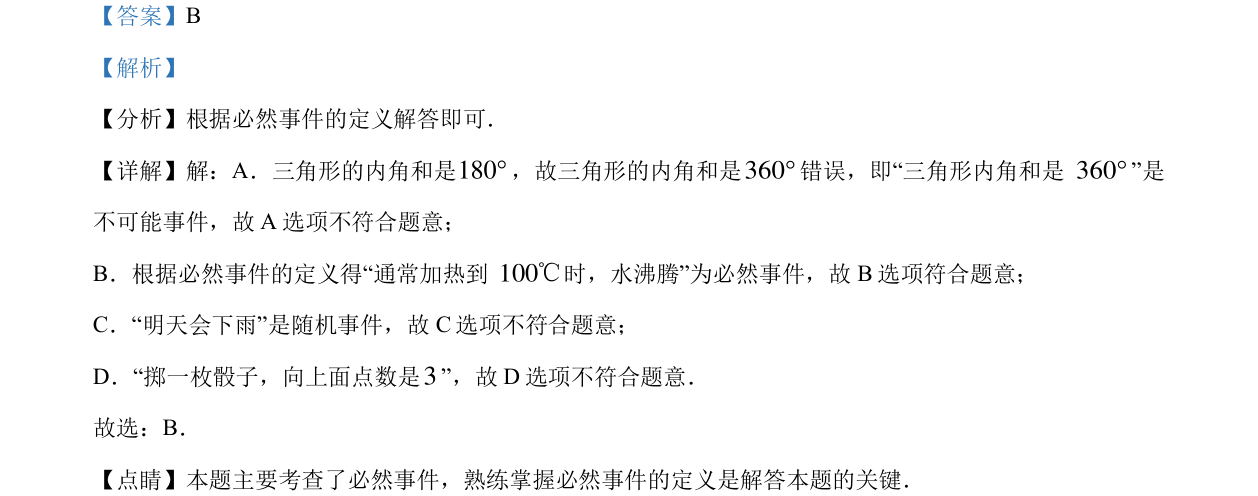 【答案】B
【解析】
【分析】根据必然事件的定义解答即可．
【详解】解：A．三角形的内角和是180°，故三角形的内角和是360°错误，即“三角形内角和是 360°”是
不可能事件，故 A 选项不符合题意；
B．根据必然事件的定义得“通常加热到 100℃时，水沸腾”为必然事件，故 B 选项符合题意；
C．“明天会下雨”是随机事件，故 C 选项不符合题意；
D．“掷一枚骰子，向上面点数是3”，故 D 选项不符合题意．
故选：B．
【点睛】本题主要考查了必然事件，熟练掌握必然事件的定义是解答本题的关键．